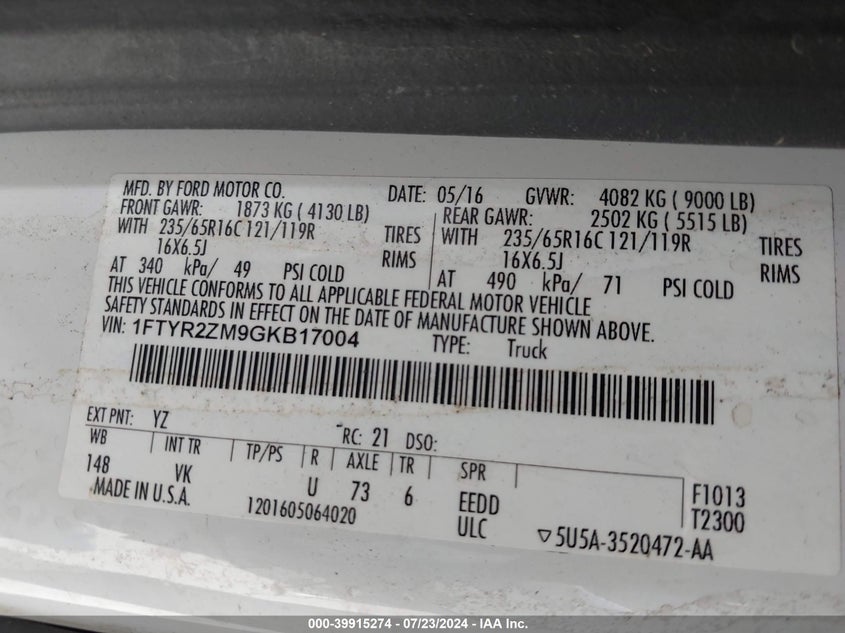 MFD. BY FORD MOTOR CO. DATE: 05/16 GVWR: 4082 KG ( 9000 LB)
FRONT GAWR: 1873 KG ( 4130 LB) REAR GAWR: 2502 KG ( 5515 LB)
WITH 235/65R16C 121/119R TIRES WITH 235/65R16C 121/119R TIRES
16X6.5J RIMS 16X6.5J RIMS
AT 340 kPa/ 49 PSI COLD AT 490 kPa/ 71 PSI COLD
THIS VEHICLE CONFORMS TO ALL APPLICABLE FEDERAL MOTOR VEHICLE
SAFETY STANDARDS IN EFFECT ON THE DATE OF MANUFACTURE SHOWN ABOVE.
VIN: 1FTYR2ZM9GKB17004 TYPE: Truck
EXT PNT: YZ RC: 21 DSO:
WB INT TR TP/PS R AXLE TR SPR
148 VK U 73 6 EEDD F1013
MADE IN U.S.A. 1201605064020 ULC T2300
▽5U5A-3520472-AA
000-39915274 / 07/23/2024 - IAA Inc.